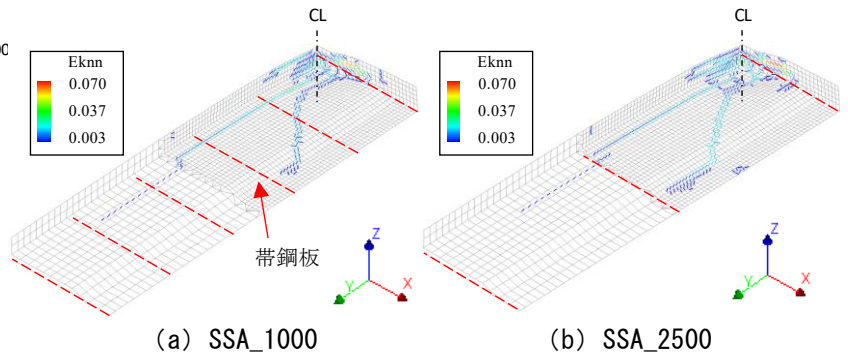 CL
Eknn
0.070
0.037
0.003
帯鋼板
Z
Y
X
(a) SSA_1000
CL
Eknn
0.070
0.037
0.003
Z
Y
X
(b) SSA_2500